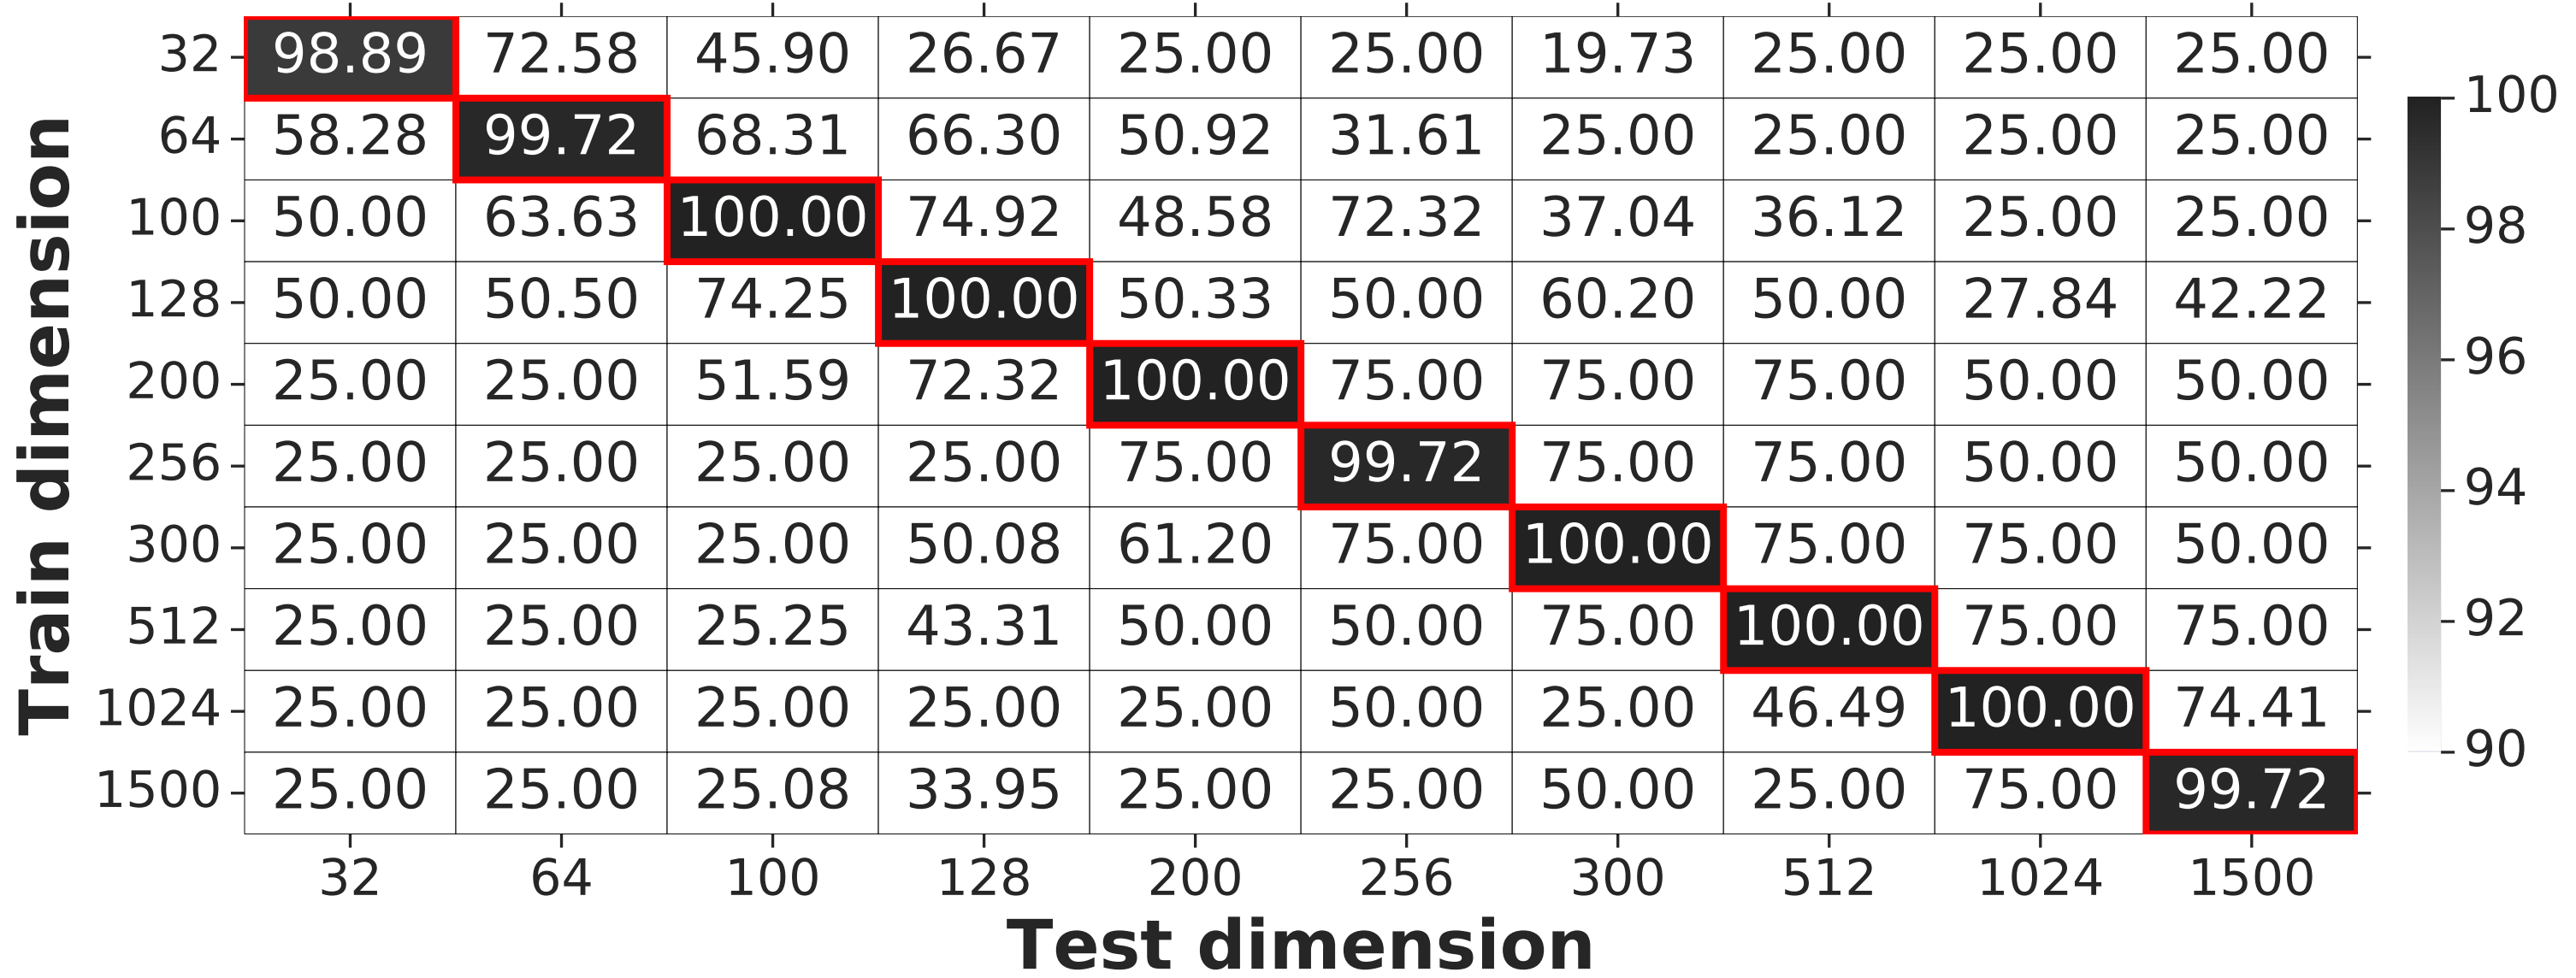 32 98.89 72.58 45.90 26.67 25.00 25.00 19.73 25.00 25.00 25.00
64 58.28 99.72 68.31 66.30 50.92 31.61 25.00 25.00 25.00 25.00
100 50.00 63.63 100.00 74.92 48.58 72.32 37.04 36.12 25.00 25.00
128 50.00 50.50 74.25 100.00 50.33 50.00 60.20 50.00 27.84 42.22
200 25.00 25.00 51.59 72.32 100.00 75.00 75.00 75.00 50.00 50.00
256 25.00 25.00 25.00 25.00 75.00 99.72 75.00 75.00 50.00 50.00
300 25.00 25.00 25.00 50.08 61.20 75.00 100.00 75.00 75.00 50.00
512 25.00 25.00 25.25 43.31 50.00 50.00 75.00 100.00 75.00 75.00
1024 25.00 25.00 25.00 25.00 25.00 50.00 25.00 46.49 100.00 74.41
1500 25.00 25.00 25.08 33.95 25.00 25.00 50.00 25.00 75.00 99.72
32 64 100 128 200 256 300 512 1024 1500
Test dimension
Train dimension
100
98
96
94
92
90